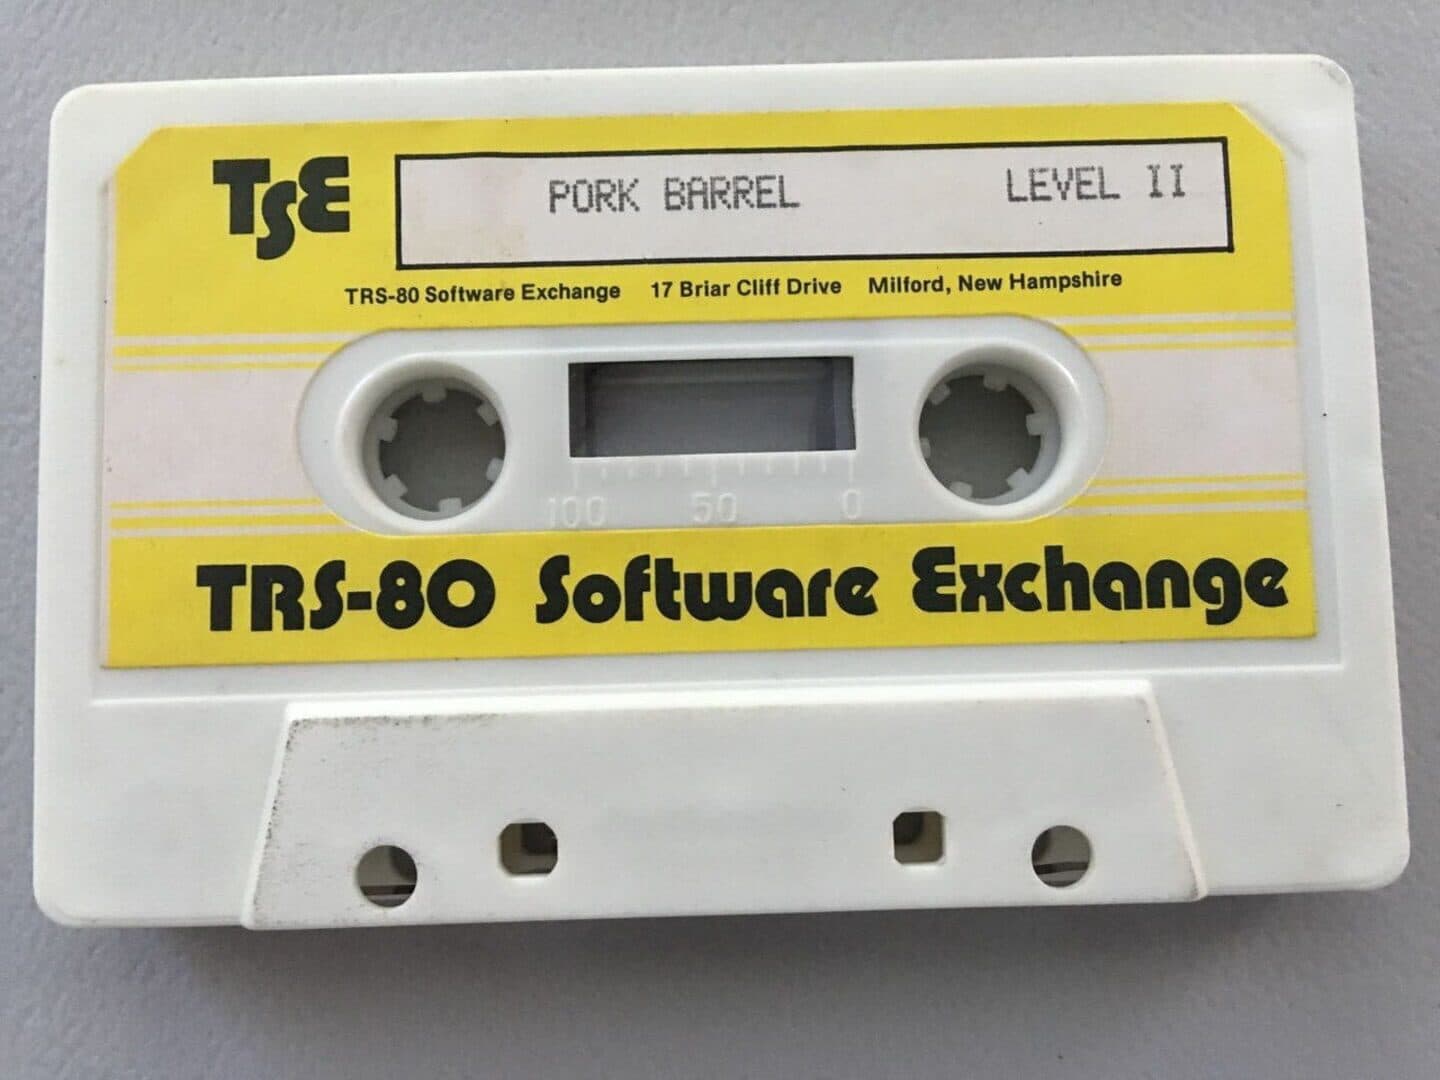 TSE
PORK BARREL LEVEL II
TRS-80 Software Exchange 17 Briar Cliff Drive Milford, New Hampshire
100 50 0
TRS-80 Software Exchange